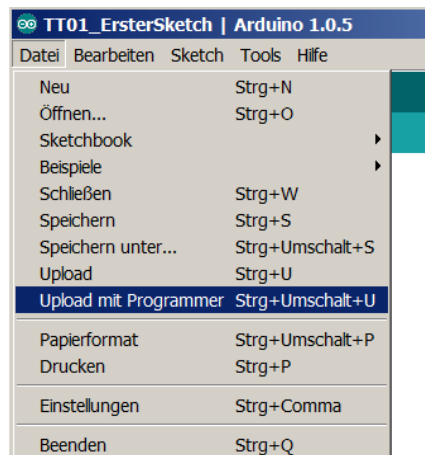 TT01_ErsterSketch | Arduino 1.0.5
Datei Bearbeiten Sketch Tools Hilfe
Neu Strg+N
Öffnen... Strg+O
Sketchbook
Beispiele
Schließen Strg+W
Speichern Strg+S
Speichern unter... Strg+Umschalt+S
Upload Strg+U
Upload mit Programmer Strg+Umschalt+U
Papierformat Strg+Umschalt+P
Drucken Strg+P
Einstellungen Strg+Comma
Beenden Strg+Q